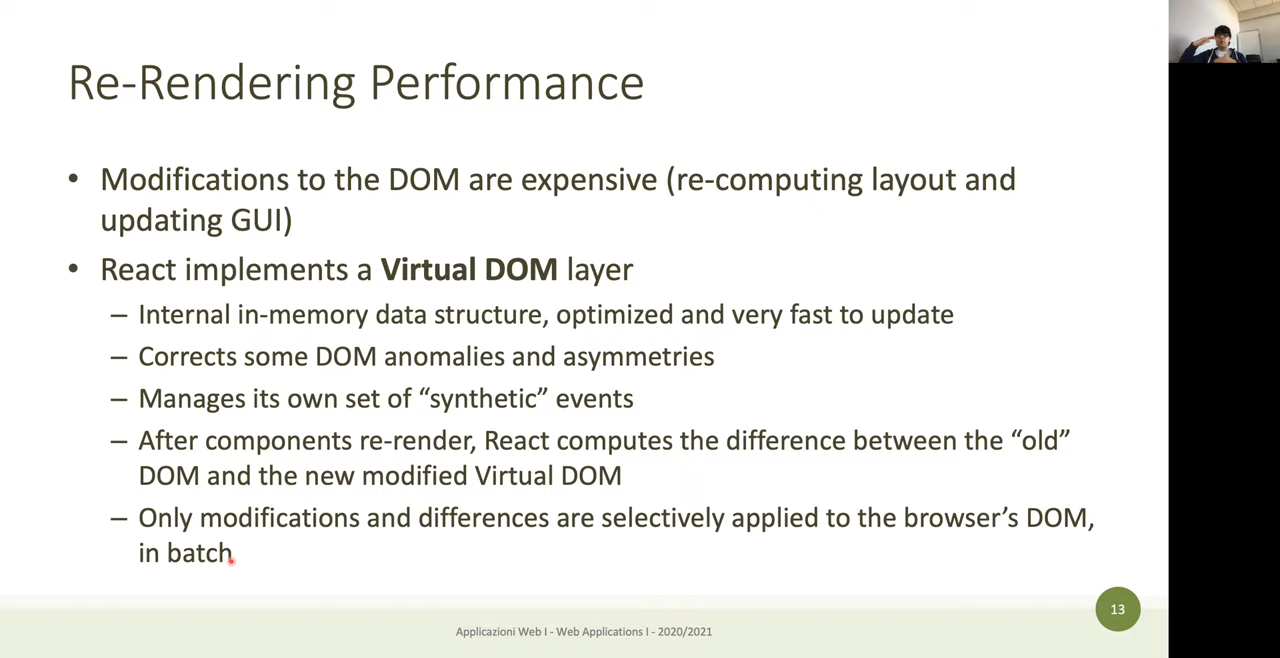 Re-Rendering Performance
• Modifications to the DOM are expensive (re-computing layout and
updating GUI)
• React implements a Virtual DOM layer
– Internal in-memory data structure, optimized and very fast to update
– Corrects some DOM anomalies and asymmetries
– Manages its own set of “synthetic” events
– After components re-render, React computes the difference between the “old”
DOM and the new modified Virtual DOM
– Only modifications and differences are selectively applied to the browser’s DOM,
in batch
13
Applicazioni Web I - Web Applications I - 2020/2021